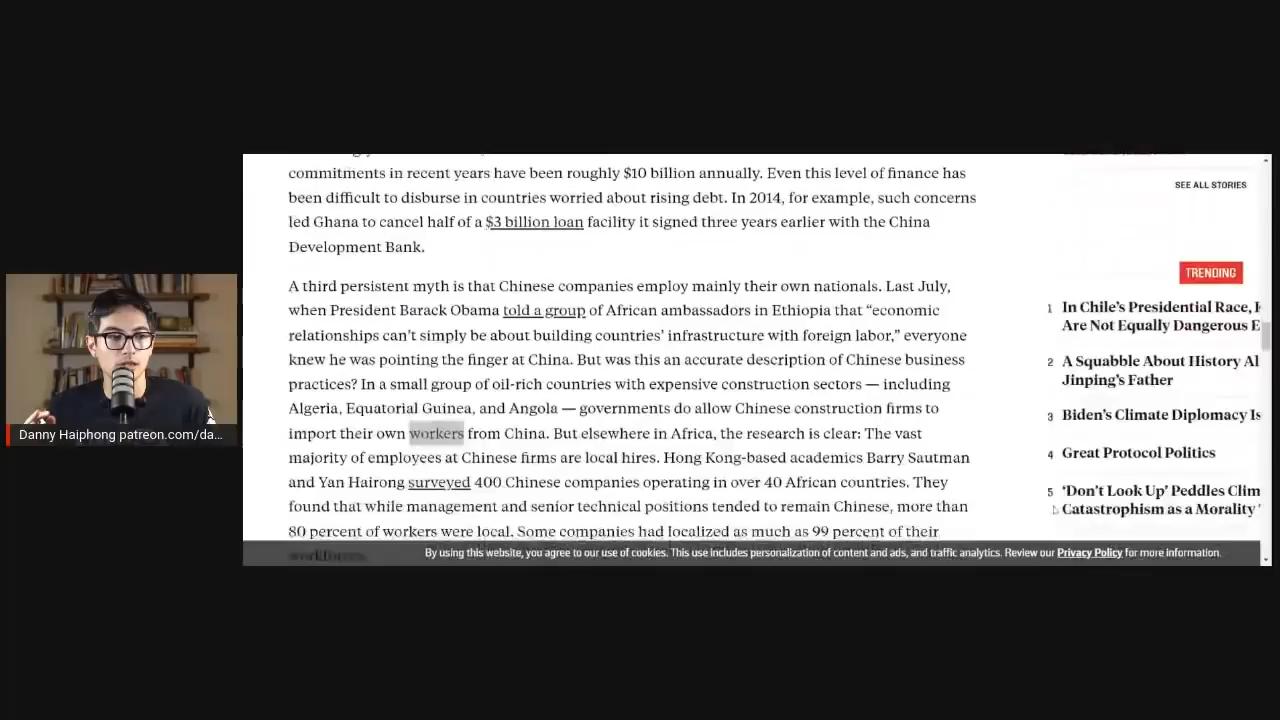 commitments in recent years have been roughly $10 billion annually. Even this level of finance has
been difficult to disburse in countries worried about rising debt. In 2014, for example, such concerns
led Ghana to cancel half of a $3 billion loan facility it signed three years earlier with the China
Development Bank.
A third persistent myth is that Chinese companies employ mainly their own nationals. Last July,
when President Barack Obama told a group of African ambassadors in Ethiopia that “economic
relationships can’t simply be about building countries’ infrastructure with foreign labor,” everyone
knew he was pointing the finger at China. But was this an accurate description of Chinese business
practices? In a small group of oil-rich countries with expensive construction sectors — including
Algeria, Equatorial Guinea, and Angola — governments do allow Chinese construction firms to
import their own workers from China. But elsewhere in Africa, the research is clear: The vast
majority of employees at Chinese firms are local hires. Hong Kong-based academics Barry Sautman
and Yan Hairong surveyed 400 Chinese companies operating in over 40 African countries. They
found that while management and senior technical positions tended to remain Chinese, more than
80 percent of workers were local. Some companies had localized as much as 99 percent of their
SEE ALL STORIES
TRENDING
1 In Chile’s Presidential Race,
Are Not Equally Dangerous
2 A Squabble About History
Jinping’s Father
3 Biden’s Climate Diplomacy
4 Great Protocol Politics
5 ‘Don’t Look Up’ Peddles
Catastrophism as a Morality
By using this website, you agree to our use of cookies. This use includes personalization of content and ads, and traffic analytics. Review our Privacy Policy for more information.
Danny Haiphong patreon.com/da...